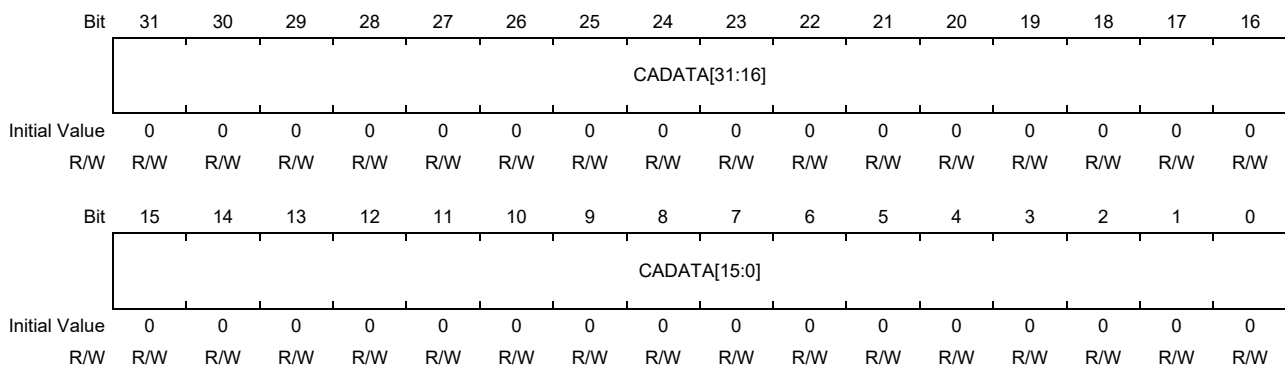 Bit 31 30 29 28 27 26 25 24 23 22 21 20 19 18 17 16
CADATA[31:16]
Initial Value 0 0 0 0 0 0 0 0 0 0 0 0 0 0 0 0
R/W R/W R/W R/W R/W R/W R/W R/W R/W R/W R/W R/W R/W R/W R/W R/W R/W
Bit 15 14 13 12 11 10 9 8 7 6 5 4 3 2 1 0
CADATA[15:0]
Initial Value 0 0 0 0 0 0 0 0 0 0 0 0 0 0 0 0
R/W R/W R/W R/W R/W R/W R/W R/W R/W R/W R/W R/W R/W R/W R/W R/W R/W